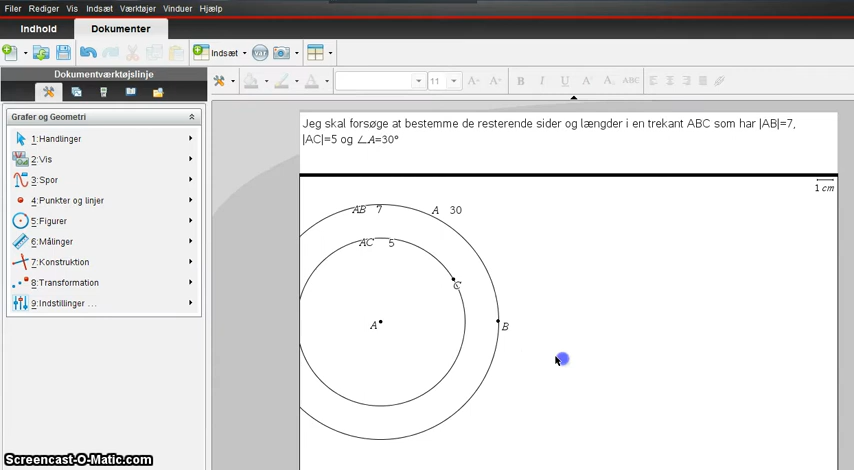 Filer Rediger Vis Indsæt Værktøjer Vinduer Hjælp
Indhold Dokumenter
Indsæt
Dokumentværktøjslinje
11 B I U ABC
Grafer og Geometri
1:Handlinger
2:Vis
3:Spor
4:Punkter og linjer
5:Figurer
6:Målinger
7:Konstruktion
8:Transformation
9:Indstillinger ...
Jeg skal forsøge at bestemme de resterende sider og længder i en trekant ABC som har |AB|=7,
|AC|=5 og ∠A=30°
1 cm
AB 7 A 30
AC 5
C
A
B
Screencast-O-Matic.com